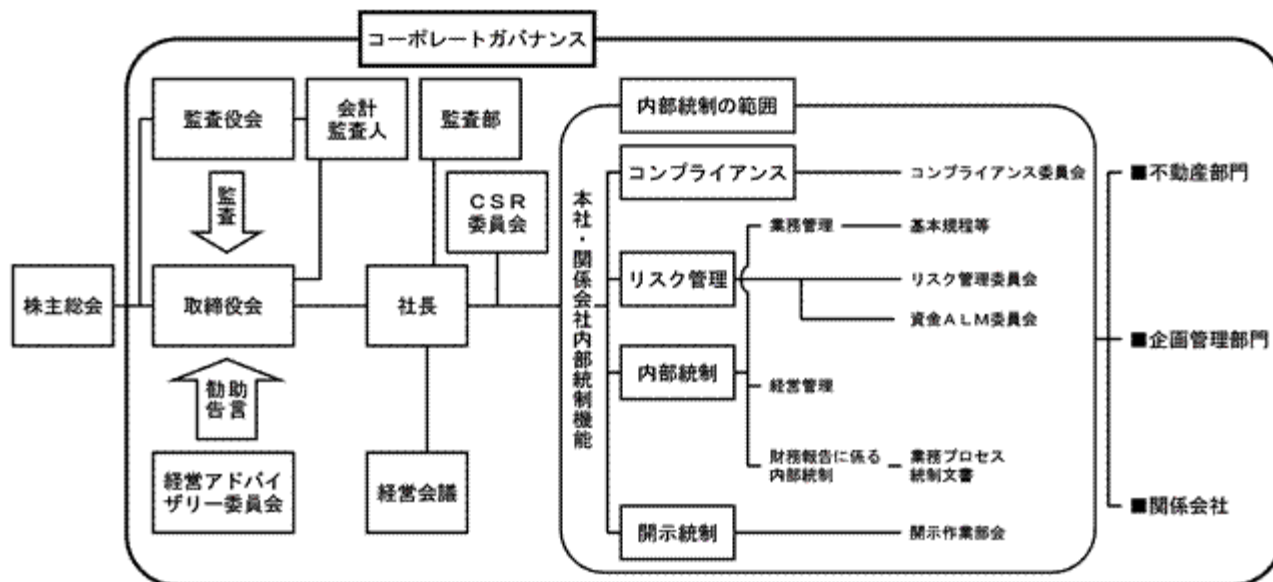 コーポレートガバナンス
監査役会
会計
監査人
監査部
内部統制の範囲
監査
CSR
委員会
本社・関係会社内部統制機能
コンプライアンス
コンプライアンス委員会
業務管理
基本規程等
株主総会
取締役会
社長
リスク管理
リスク管理委員会
資金ALM委員会
内部統制
経営管理
勧告
助言
経営アドバイ
ザリー委員会
経営会議
財務報告に係る
内部統制
業務プロセス
統制文書
開示統制
開示作業部会
■不動産部門
■企画管理部門
■関係会社